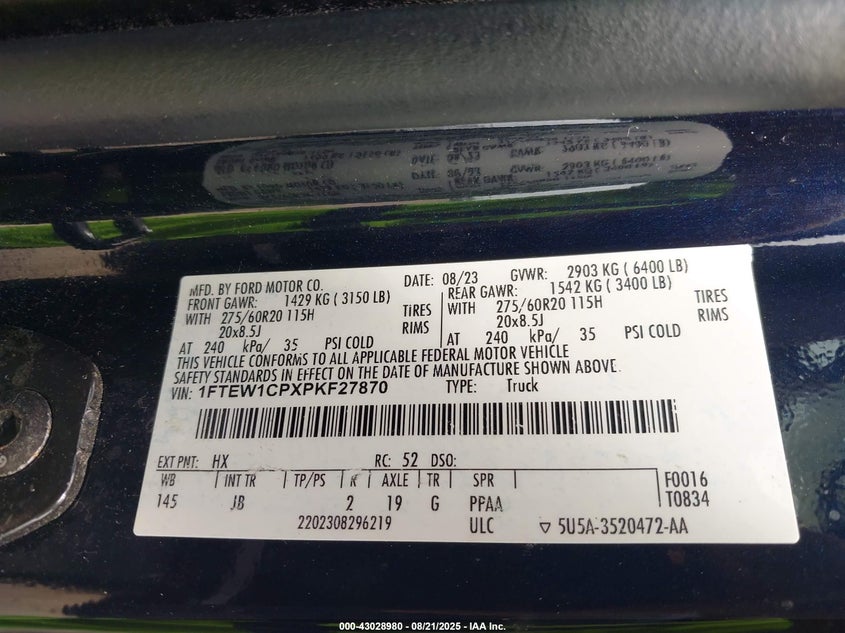 MFD. BY FORD MOTOR CO. DATE: 08/23 GVWR: 2903 KG ( 6400 LB)
FRONT GAWR: 1429 KG ( 3150 LB) REAR GAWR: 1542 KG ( 3400 LB)
WITH 275/60R20 115H TIRES WITH 275/60R20 115H TIRES
20x8.5J RIMS 20x8.5J RIMS
AT 240 kPa/ 35 PSI COLD AT 240 kPa/ 35 PSI COLD
THIS VEHICLE CONFORMS TO ALL APPLICABLE FEDERAL MOTOR VEHICLE
SAFETY STANDARDS IN EFFECT ON THE DATE OF MANUFACTURE SHOWN ABOVE.
VIN: 1FTEW1CPXPKF27870 TYPE: Truck
EXT PNT: HX RC: 52 DSO:
WB INT TR TP/PS R AXLE TR SPR F0016
145 JB 2 19 G PPAA T0834
2202308296219 ULC ▽ 5U5A-3520472-AA
000-43028980 - 08/21/2025 - IAA Inc.